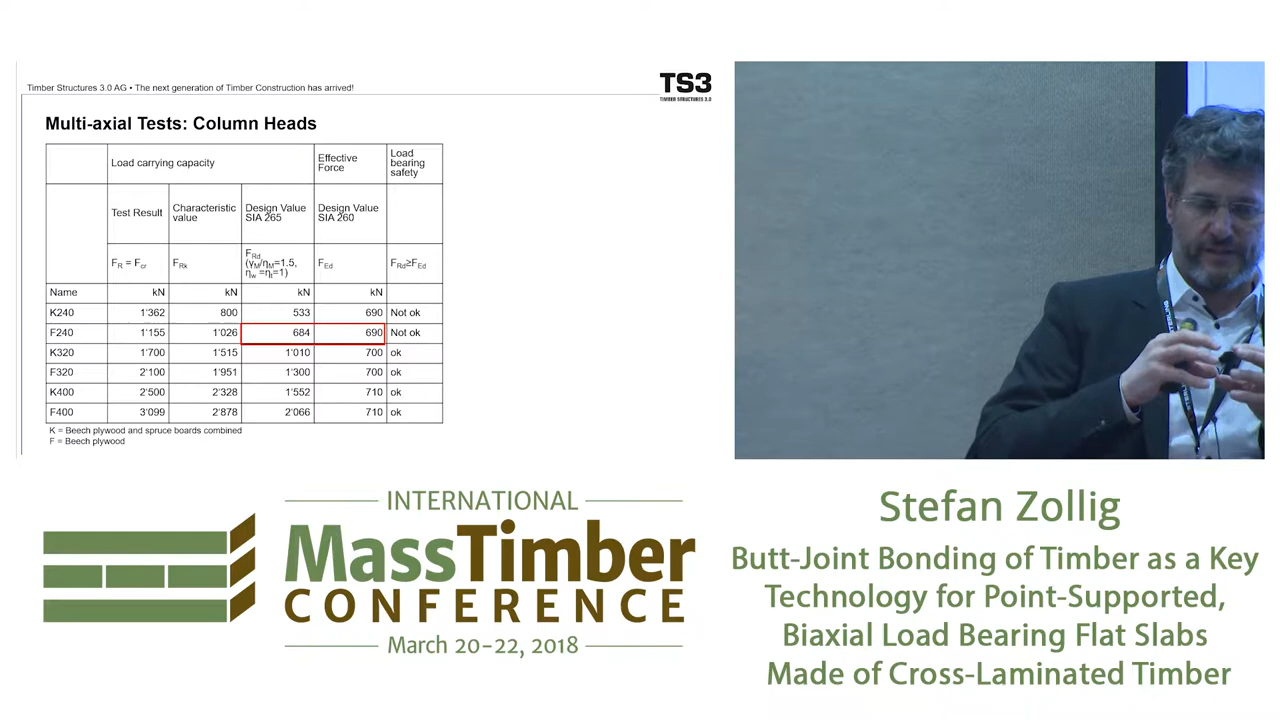 Timber Structures 3.0 AG • The next generation of Timber Construction has arrived!
TS3
TIMBER STRUCTURES 3.0
Multi-axial Tests: Column Heads
Load carrying capacity
Effective Force
Load bearing safety
Test Result
Characteristic value
Design Value SIA 265
Design Value SIA 260
FR = Fcr
FRk
FRd (γM/ηM=1.5, ηw =ηt=1)
FEd
FRd≥FEd
Name kN kN kN kN
K240 1'362 800 533 690 Not ok
F240 1'155 1'026 684 690 Not ok
K320 1'700 1'515 1'010 700 ok
F320 2'100 1'951 1'300 700 ok
K400 2'500 2'328 1'552 710 ok
F400 3'099 2'878 2'066 710 ok
K = Beech plywood and spruce boards combined
F = Beech plywood
INTERNATIONAL
MassTimber
CONFERENCE
March 20–22, 2018
Stefan Zollig
Butt-Joint Bonding of Timber as a Key
Technology for Point-Supported,
Biaxial Load Bearing Flat Slabs
Made of Cross-Laminated Timber